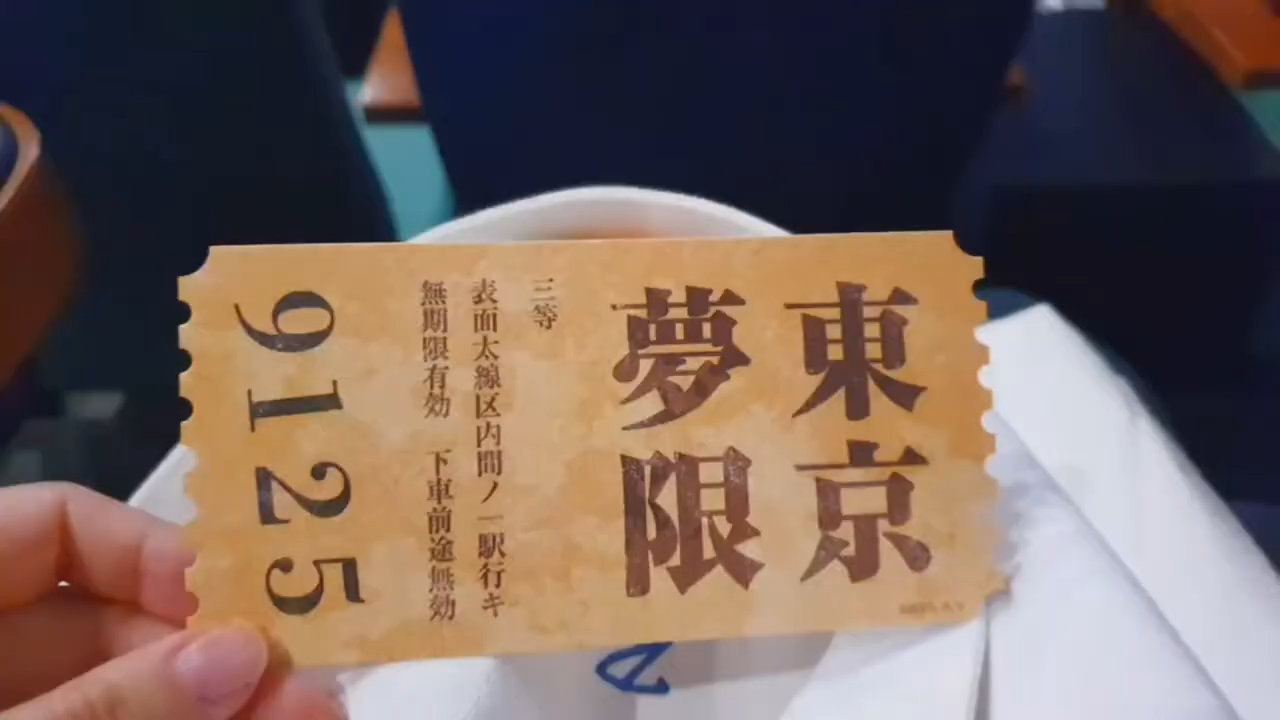 東京
夢限
三等
表面太線区内間ノ一駅行キ
無期限有効 下車前途無効
9125